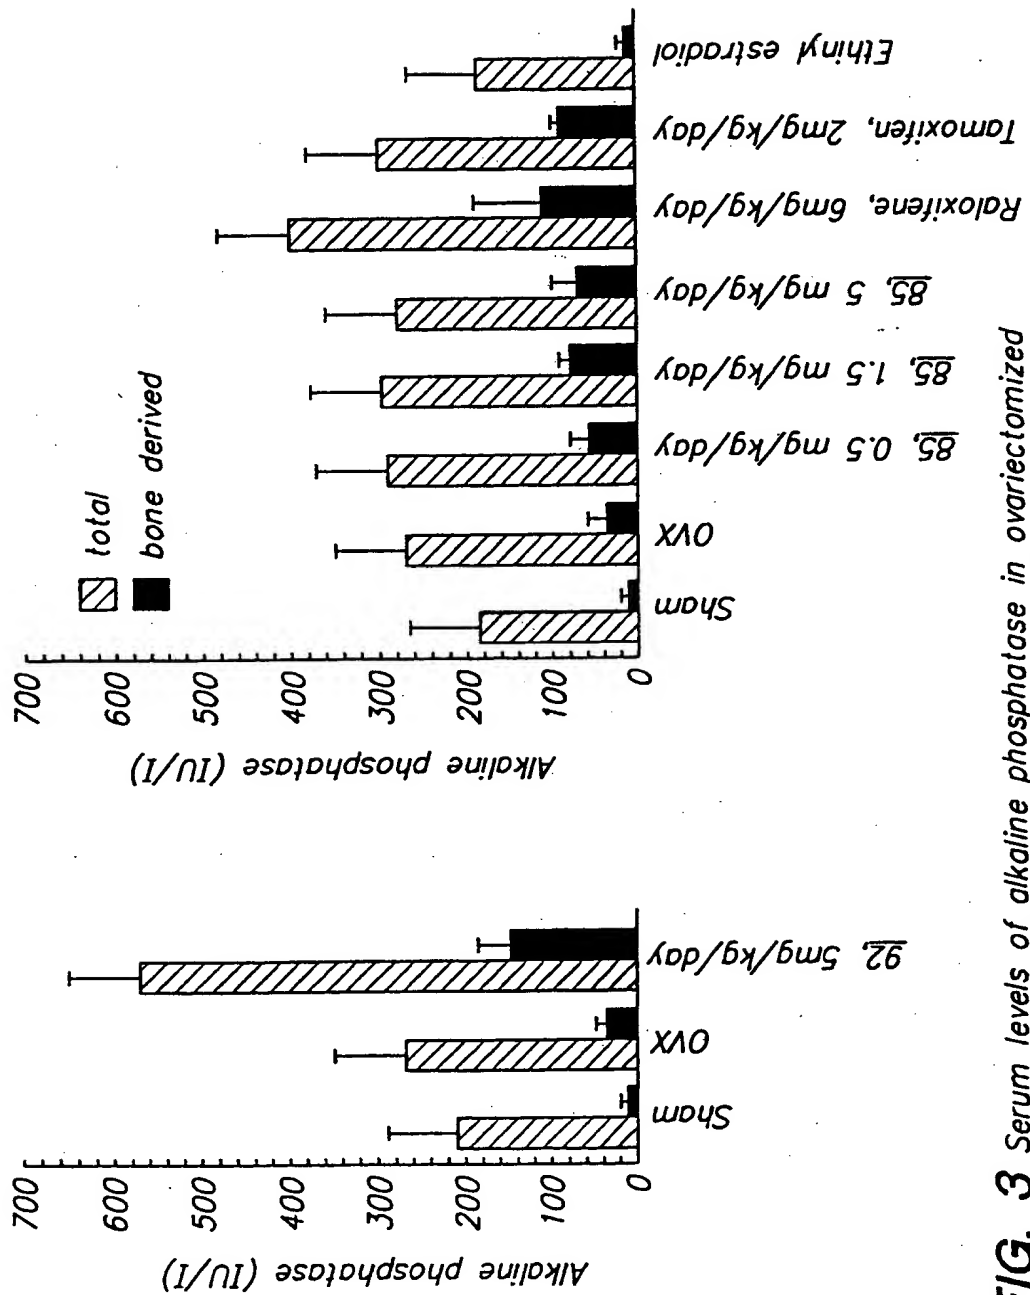 Alkaline phosphatase (IU/I)
700
600
500
400
300
200
100
0
Sham
OVX
92, 5mg/kg/day
Alkaline phosphatase (IU/I)
700
600
500
400
300
200
100
0
total
bone derived
Sham
OVX
85, 0.5 mg/kg/day
85, 1.5 mg/kg/day
85, 5 mg/kg/day
Raloxifene, 6mg/kg/day
Tamoxifen, 2mg/kg/day
Ethinyl estradiol
FIG. 3 Serum levels of alkaline phosphatase in ovariectomized